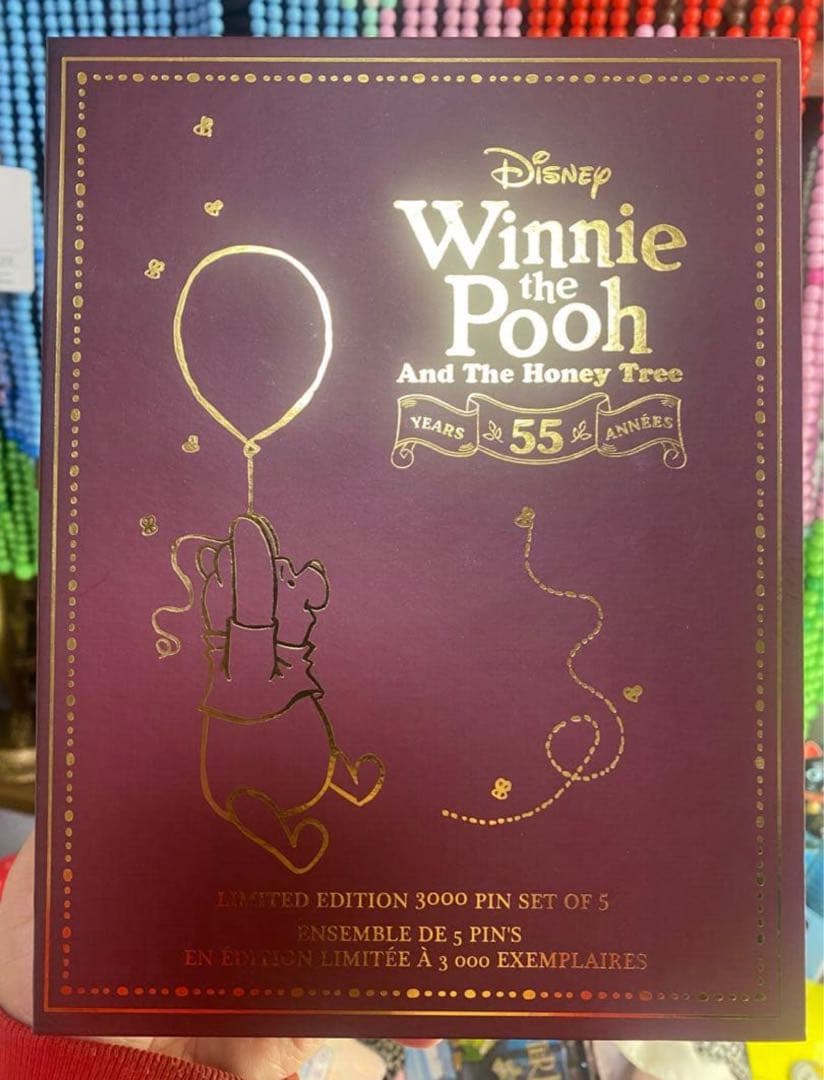 Disney
Winnie
the
Pooh
And The Honey Tree
YEARS 55 ANNÉES
LIMITED EDITION 3000 PIN SET OF 5
ENSEMBLE DE 5 PIN'S
EN ÉDITION LIMITÉE À 3 000 EXEMPLAIRES